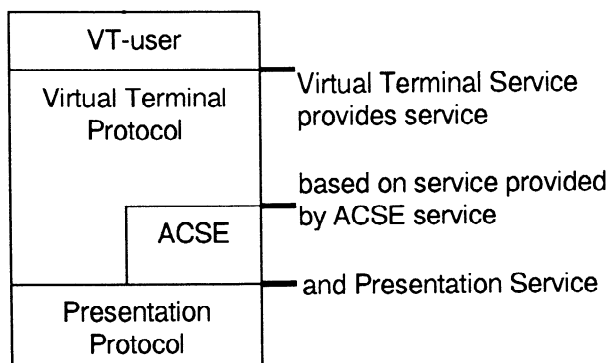 VT-user
Virtual Terminal
Protocol
Virtual Terminal Service
provides service
based on service provided
by ACSE service
ACSE
and Presentation Service
Presentation
Protocol